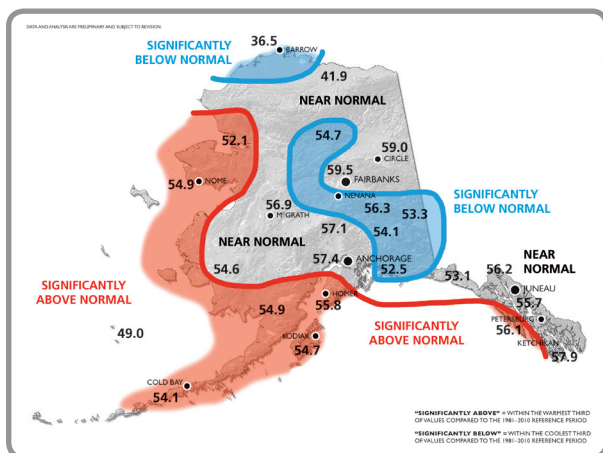 DATA AND ANALYSIS ARE PRELIPINARY AND SUBJECT TO REVISION.
SIGNIFICANTLY
BELOW NORMAL
36.5
BARROW
41.9
NEAR NORMAL
52.1
54.7
59.0
CIRCLE
59.5
FAIRBANKS
54.9
NOME
NENANA
56.9
McGRATH
56.3
53.3
SIGNIFICANTLY
BELOW NORMAL
57.1
54.1
NEAR NORMAL
57.4
ANCHORAGE
54.6
52.5
53.1
56.2
NEAR
NORMAL
JUNEAU
SIGNIFICANTLY
ABOVE NORMAL
HOMER
55.8
54.9
55.7
PETERSBURG
56.1
KETCHIKAN
57.9
SIGNIFICANTLY
ABOVE NORMAL
49.0
KODIAK
54.7
COLD BAY
54.1
"SIGNIFICANTLY ABOVE" = WITHIN THE WARMEST THIRD
OF VALUES COMPARED TO THE 1981–2010 REFERENCE PERIOD
"SIGNIFICANTLY BELOW" = WITHIN THE COOLEST THIRD
OF VALUES COMPARED TO THE 1981–2010 REFERENCE PERIOD